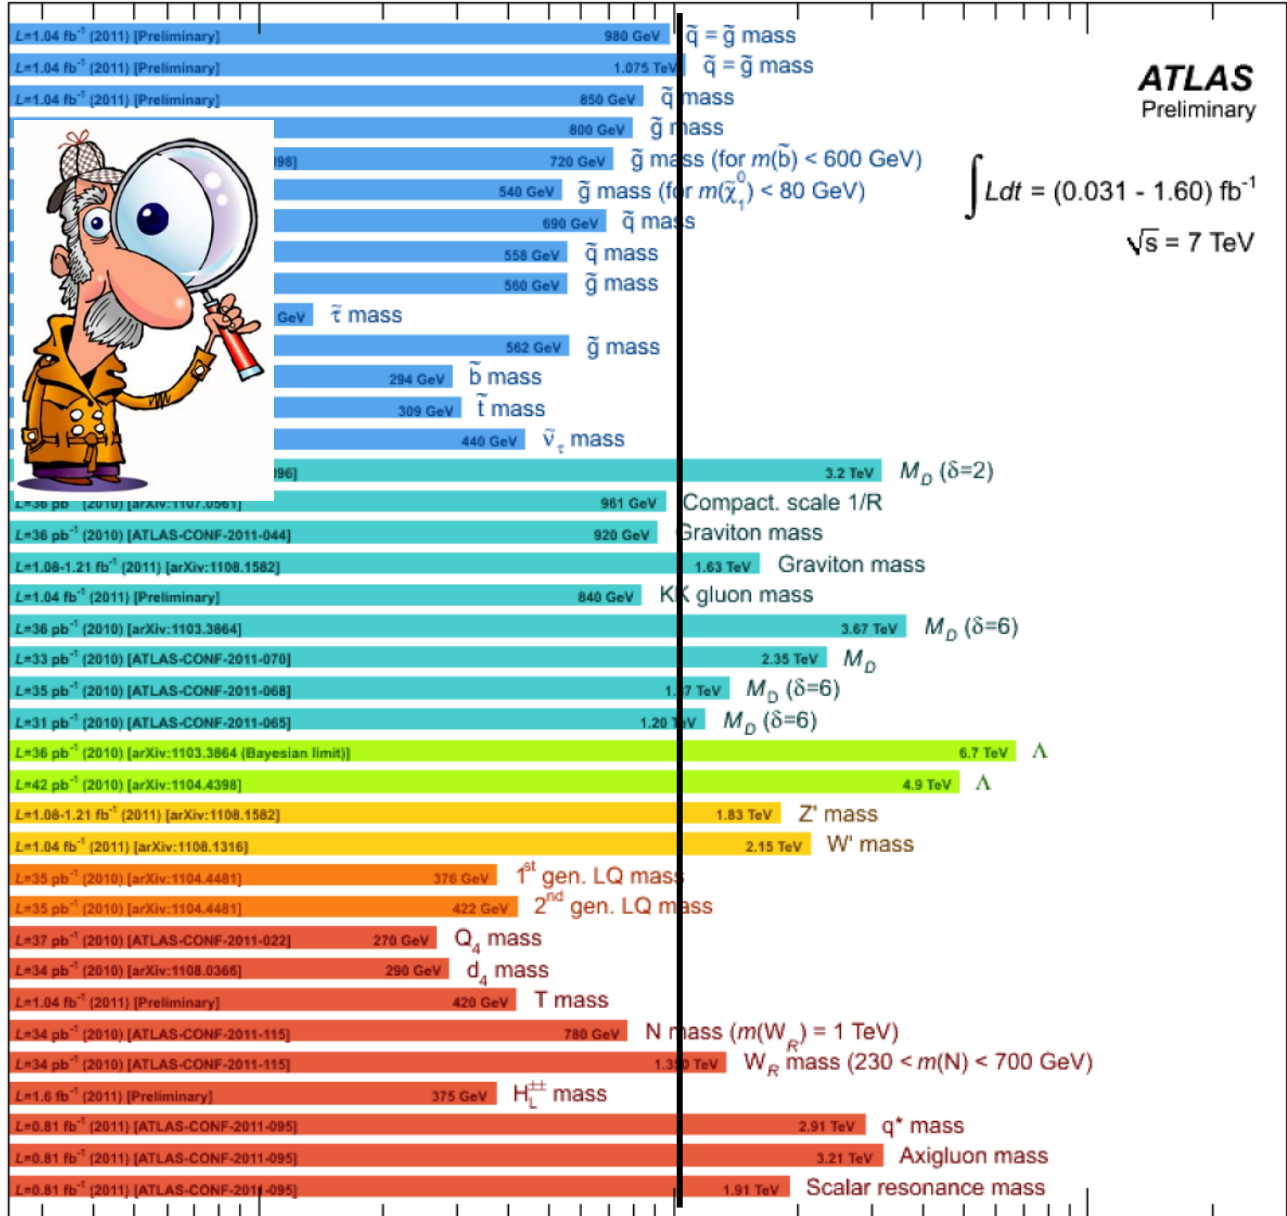 L=1.04 fb⁻¹ (2011) [Preliminary] 980 GeV q̃ = g̃ mass
L=1.04 fb⁻¹ (2011) [Preliminary] 1.075 TeV q̃ = g̃ mass
ATLAS
Preliminary
L=1.04 fb⁻¹ (2011) [Preliminary] 850 GeV q̃ mass
800 GeV g̃ mass
098] 720 GeV g̃ mass (for m(b̃) < 600 GeV)
∫ Ldt = (0.031 - 1.60) fb⁻¹
540 GeV g̃ mass (for m(χ̃₁⁰) < 80 GeV)
690 GeV q̃ mass
√s = 7 TeV
558 GeV q̃ mass
560 GeV g̃ mass
GeV τ̃ mass
562 GeV g̃ mass
294 GeV b̃ mass
309 GeV t̃ mass
440 GeV ν̃τ mass
096] 3.2 TeV M_D (δ=2)
L=36 pb⁻¹ (2010) [arXiv:1107.0561] 961 GeV Compact. scale 1/R
L=36 pb⁻¹ (2010) [ATLAS-CONF-2011-044] 920 GeV Graviton mass
L=1.08-1.21 fb⁻¹ (2011) [arXiv:1108.1582] 1.63 TeV Graviton mass
L=1.04 fb⁻¹ (2011) [Preliminary] 840 GeV KK gluon mass
L=36 pb⁻¹ (2010) [arXiv:1103.3864] 3.67 TeV M_D (δ=6)
L=33 pb⁻¹ (2010) [ATLAS-CONF-2011-070] 2.35 TeV M_D
L=35 pb⁻¹ (2010) [ATLAS-CONF-2011-068] TeV M_D (δ=6)
L=31 pb⁻¹ (2010) [ATLAS-CONF-2011-065] 1.20 TeV M_D (δ=6)
L=36 pb⁻¹ (2010) [arXiv:1103.3864 (Bayesian limit)] 6.7 TeV Λ
L=42 pb⁻¹ (2010) [arXiv:1104.4398] 4.9 TeV Λ
L=1.08-1.21 fb⁻¹ (2011) [arXiv:1108.1582] 1.83 TeV Z' mass
L=1.04 fb⁻¹ (2011) [arXiv:1108.1316] 2.15 TeV W' mass
L=35 pb⁻¹ (2010) [arXiv:1104.4481] 376 GeV 1ˢᵗ gen. LQ mass
L=35 pb⁻¹ (2010) [arXiv:1104.4481] 422 GeV 2ⁿᵈ gen. LQ mass
L=37 pb⁻¹ (2010) [ATLAS-CONF-2011-022] 270 GeV Q₄ mass
L=34 pb⁻¹ (2010) [arXiv:1108.0366] 290 GeV d₄ mass
L=1.04 fb⁻¹ (2011) [Preliminary] 420 GeV T mass
L=34 pb⁻¹ (2010) [ATLAS-CONF-2011-115] 780 GeV N mass (m(W_R) = 1 TeV)
L=34 pb⁻¹ (2010) [ATLAS-CONF-2011-115] TeV W_R mass (230 < m(N) < 700 GeV)
L=1.6 fb⁻¹ (2011) [Preliminary] 375 GeV H_L^±± mass
L=0.81 fb⁻¹ (2011) [ATLAS-CONF-2011-095] 2.91 TeV q* mass
L=0.81 fb⁻¹ (2011) [ATLAS-CONF-2011-095] 3.21 TeV Axigluon mass
L=0.81 fb⁻¹ (2011) [ATLAS-CONF-2011-095] 1.91 TeV Scalar resonance mass